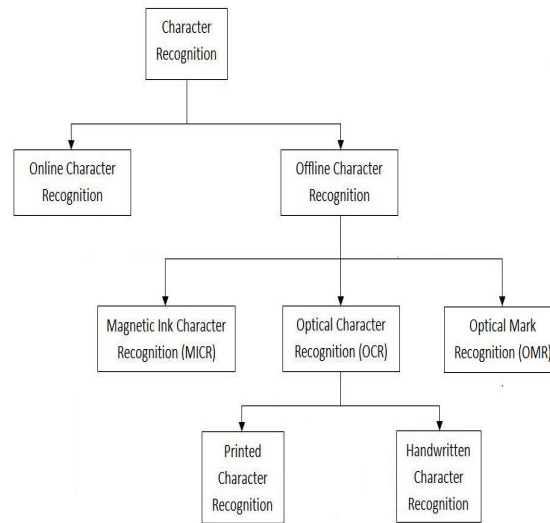 Character
Recognition
Online Character
Recognition
Offline Character
Recognition
Magnetic Ink Character
Recognition (MICR)
Optical Character
Recognition (OCR)
Optical Mark
Recognition (OMR)
Printed
Character
Recognition
Handwritten
Character
Recognition